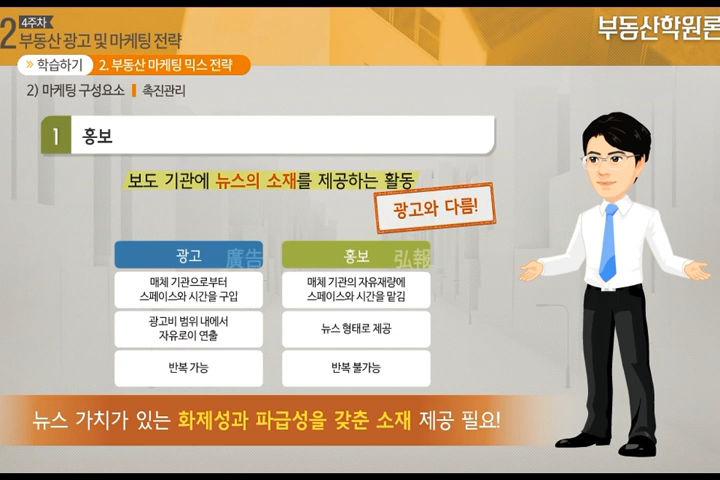 2
4주차
부동산 광고 및 마케팅 전략
부동산학원론
» 학습하기
2. 부동산 마케팅 믹스 전략
2) 마케팅 구성요소 ▌ 촉진관리
1 홍보
보도 기관에 뉴스의 소재를 제공하는 활동
광고와 다름!
광고 廣告
홍보 弘報
매체 기관으로부터
스페이스와 시간을 구입
매체 기관의 자유재량에
스페이스와 시간을 맡김
광고비 범위 내에서
자유로이 연출
뉴스 형태로 제공
반복 가능
반복 불가능
뉴스 가치가 있는 화제성과 파급성을 갖춘 소재 제공 필요!